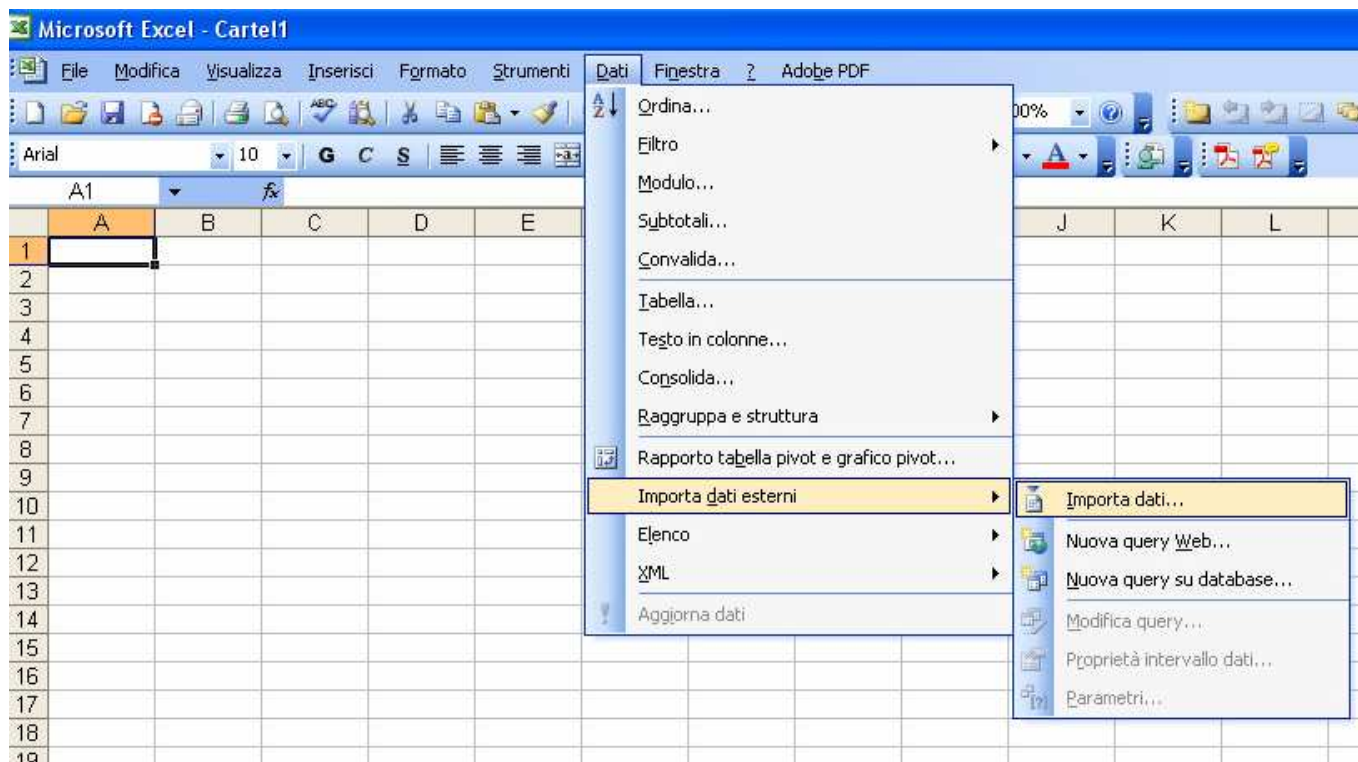 Microsoft Excel - Cartel1
File Modifica Visualizza Inserisci Formato Strumenti Dati Finestra ? Adobe PDF
ABC
00%
Arial 10 G C S A
A1 fx
A B C D E J K L
1
2
3
4
5
6
7
8
9
10
11
12
13
14
15
16
17
18
19
Ordina...
Filtro
Modulo...
Subtotali...
Convalida...
Tabella...
Testo in colonne...
Consolida...
Raggruppa e struttura
Rapporto tabella pivot e grafico pivot...
Importa dati esterni
Elenco
XML
Aggiorna dati
Importa dati...
Nuova query Web...
Nuova query su database...
Modifica query...
Proprietà intervallo dati...
Parametri...